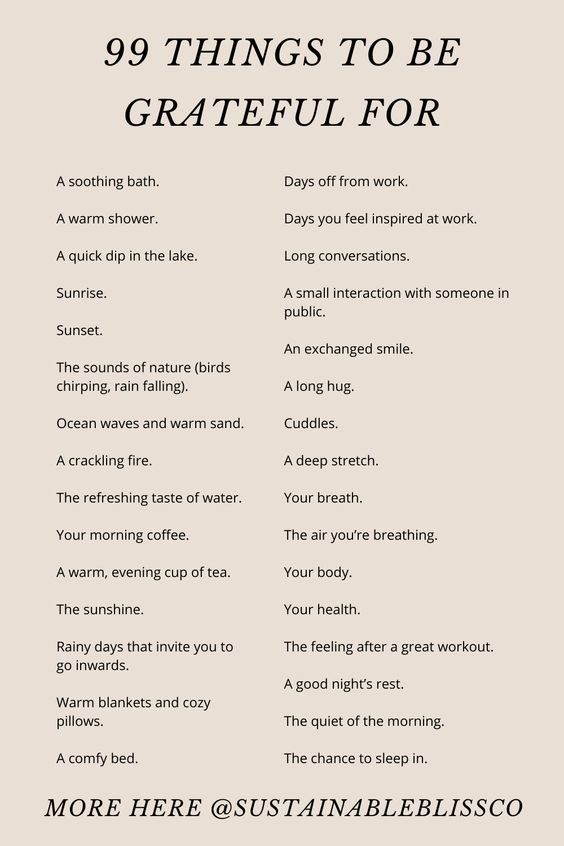 99 THINGS TO BE
GRATEFUL FOR
A soothing bath.
A warm shower.
A quick dip in the lake.
Sunrise.
Sunset.
The sounds of nature (birds
chirping, rain falling).
Ocean waves and warm sand.
A crackling fire.
The refreshing taste of water.
Your morning coffee.
A warm, evening cup of tea.
The sunshine.
Rainy days that invite you to
go inwards.
Warm blankets and cozy
pillows.
A comfy bed.
Days off from work.
Days you feel inspired at work.
Long conversations.
A small interaction with someone in
public.
An exchanged smile.
A long hug.
Cuddles.
A deep stretch.
Your breath.
The air you’re breathing.
Your body.
Your health.
The feeling after a great workout.
A good night’s rest.
The quiet of the morning.
The chance to sleep in.
MORE HERE @SUSTAINABLEBLISSCO